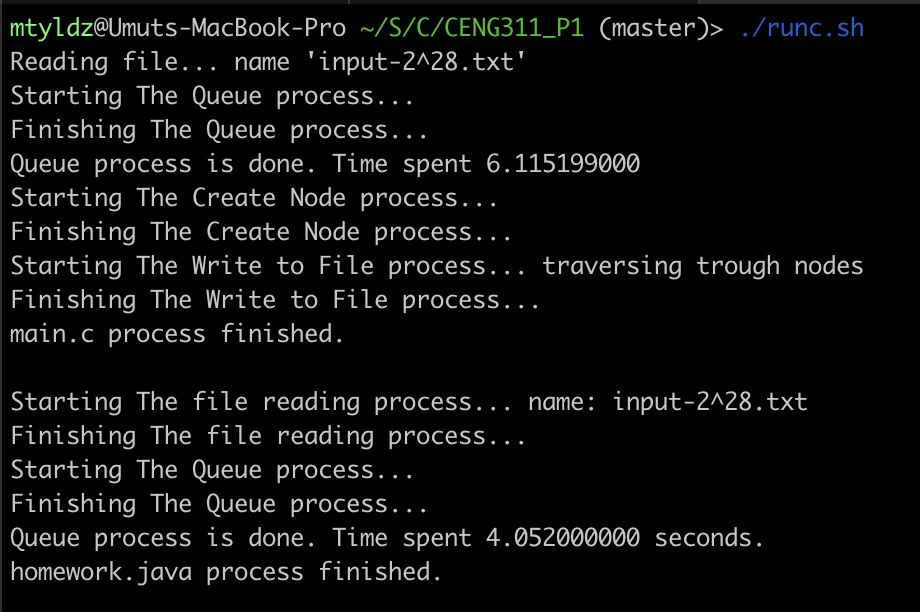 mtyldz@Umuts-MacBook-Pro ~/S/C/CENG311_P1 (master)> ./runc.sh
Reading file... name 'input-2^28.txt'
Starting The Queue process...
Finishing The Queue process...
Queue process is done. Time spent 6.115199000
Starting The Create Node process...
Finishing The Create Node process...
Starting The Write to File process... traversing trough nodes
Finishing The Write to File process...
main.c process finished.

Starting The file reading process... name: input-2^28.txt
Finishing The file reading process...
Starting The Queue process...
Finishing The Queue process...
Queue process is done. Time spent 4.052000000 seconds.
homework.java process finished.